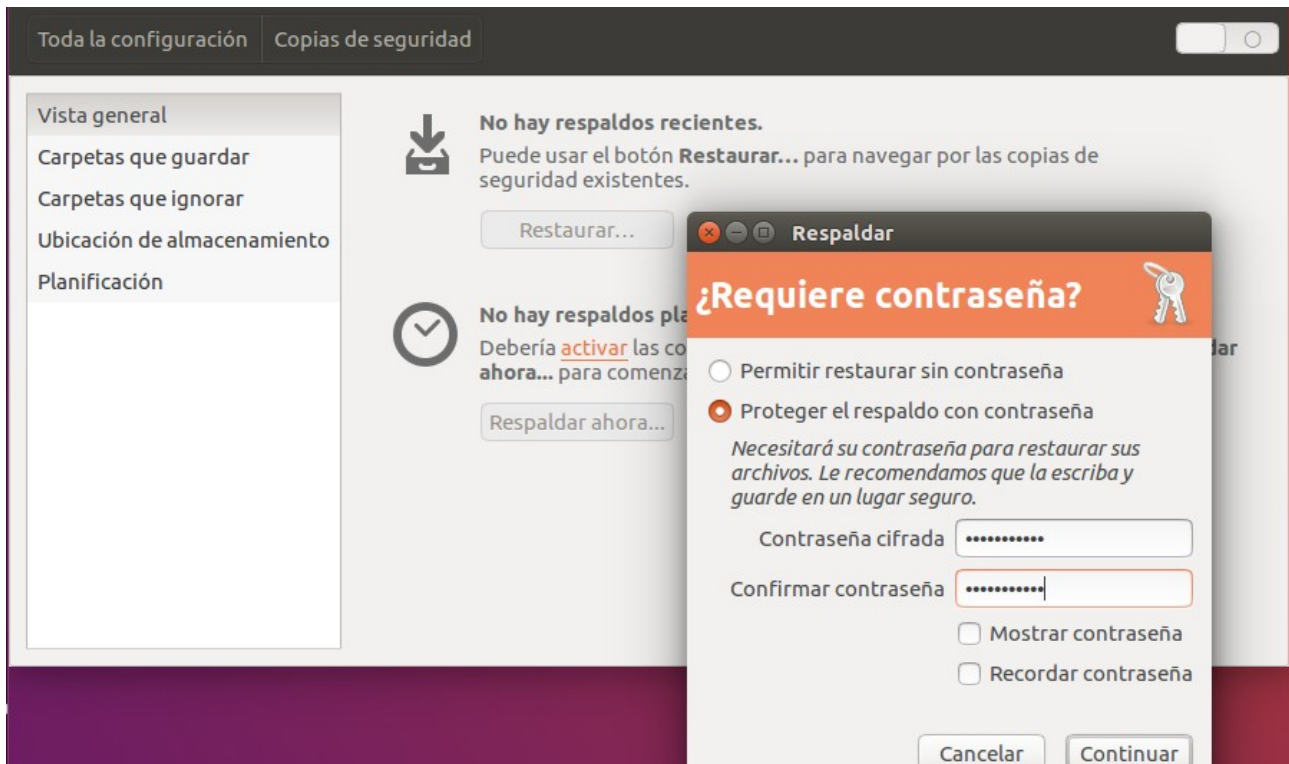 Toda la configuración
Copias de seguridad
Vista general
Carpetas que guardar
Carpetas que ignorar
Ubicación de almacenamiento
Planificación
No hay respaldos recientes.
Puede usar el botón Restaurar... para navegar por las copias de
seguridad existentes.
Restaurar...
No hay respaldos
Debería activar las
ahora... para
Respaldar ahora...
Respaldar
¿Requiere contraseña?
Permitir restaurar sin contraseña
Proteger el respaldo con contraseña
Necesitará su contraseña para restaurar sus
archivos. Le recomendamos que la escriba y
guarde en un lugar seguro.
Contraseña cifrada
Confirmar contraseña
Mostrar contraseña
Recordar contraseña
Cancelar
Continuar